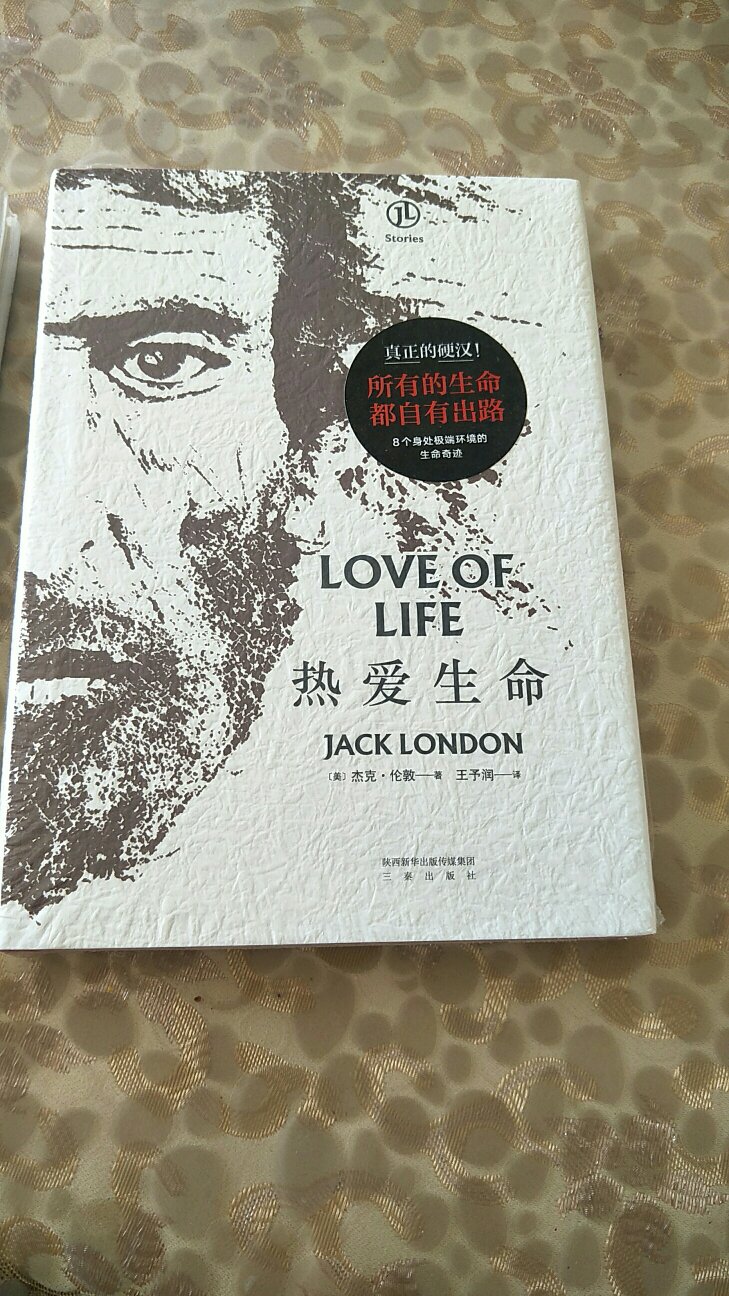 JL
Stories
真正的硬汉！
所有的生命
都自有出路
8个身处极端环境的
生命奇迹
LOVE OF
LIFE
热爱生命
JACK LONDON
〔美〕杰克·伦敦——著 王予润——译
陕西新华出版传媒集团
三秦出版社